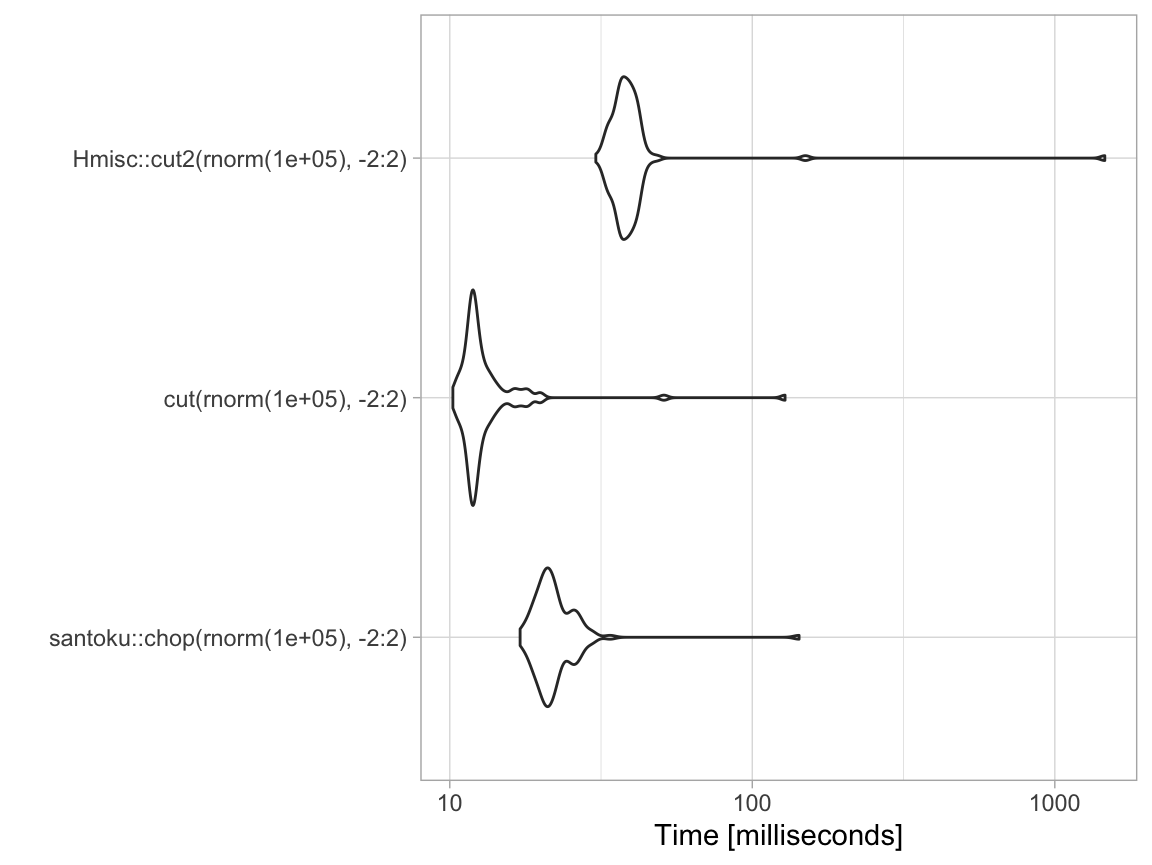 Hmisc::cut2(rnorm(1e+05), -2:2)
cut(rnorm(1e+05), -2:2)
santoku::chop(rnorm(1e+05), -2:2)
10 100 1000
Time [milliseconds]